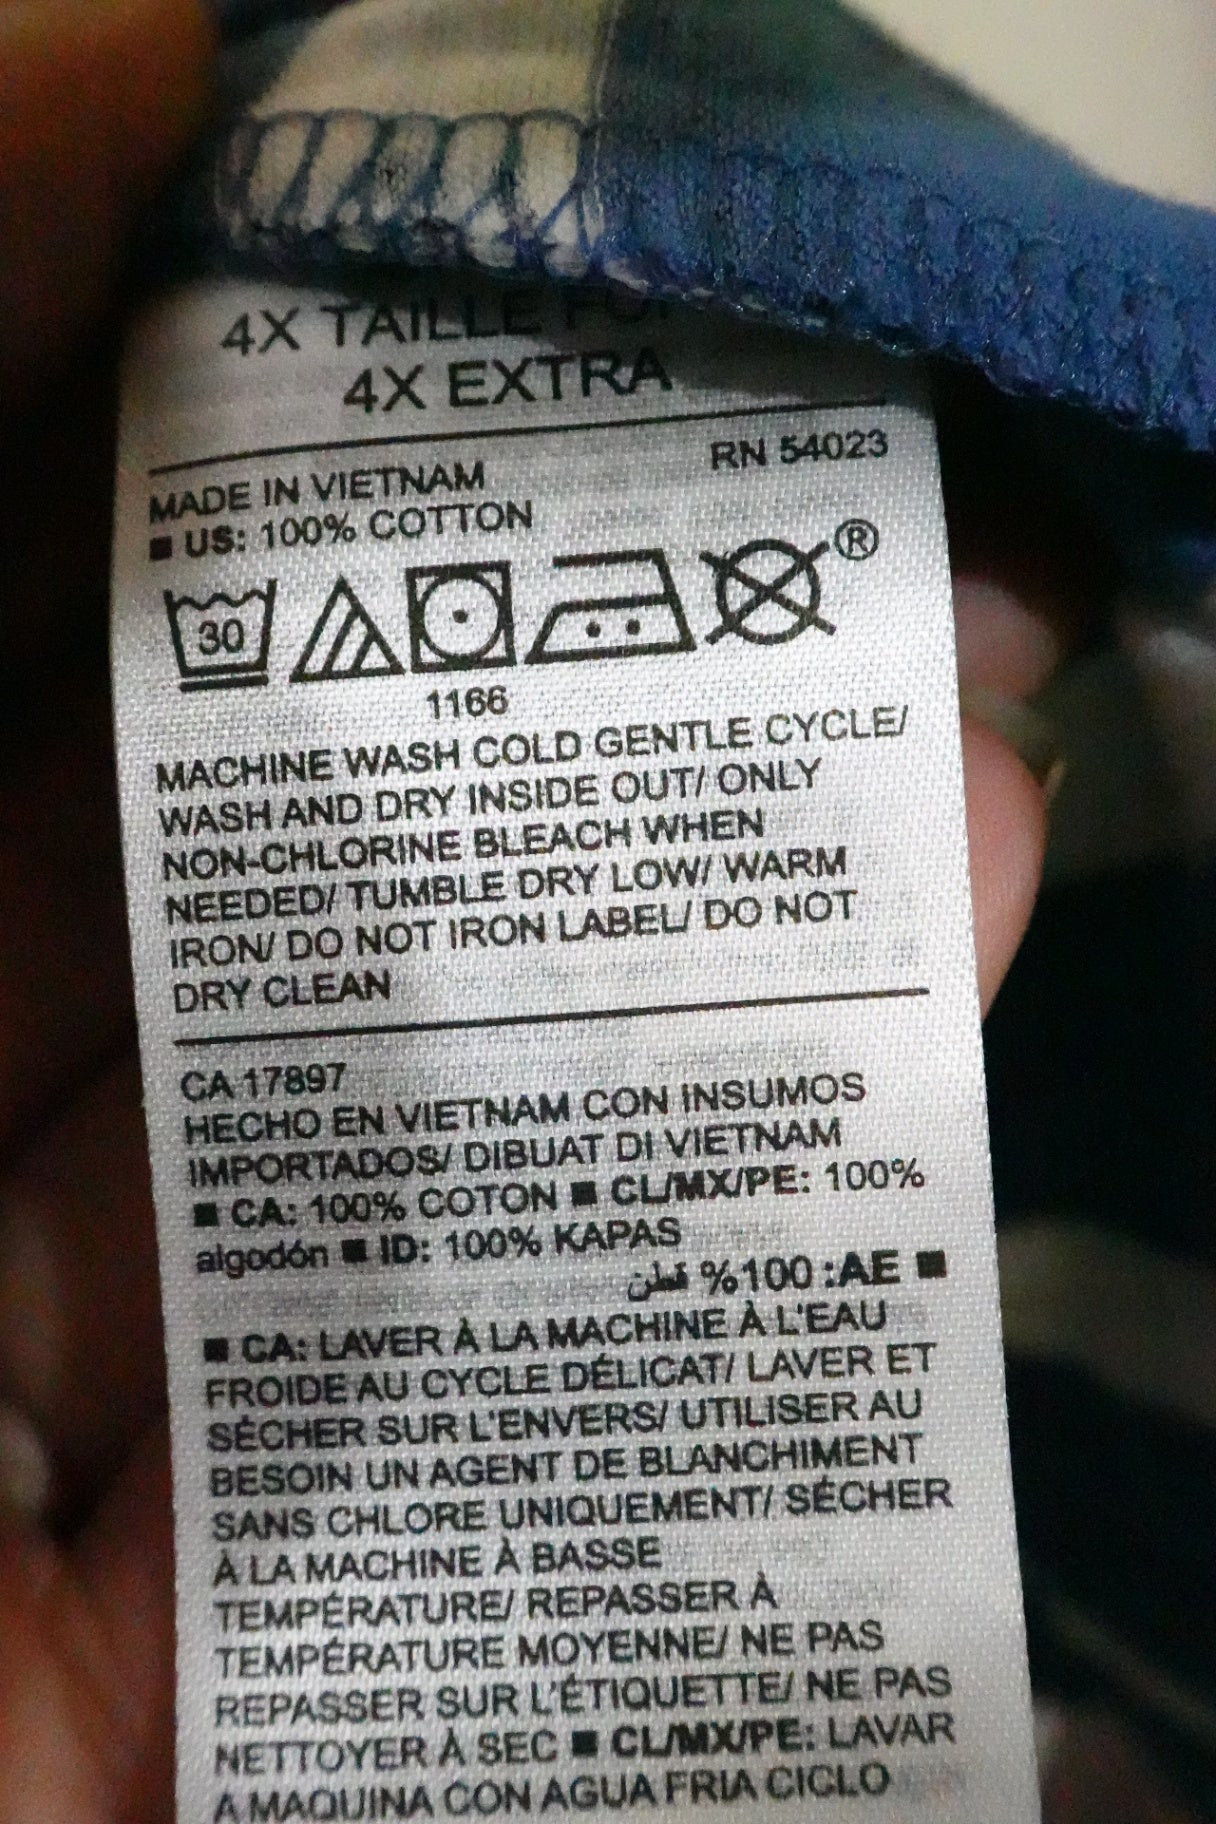 4X TAILLE
4X EXTRA
RN 54023
MADE IN VIETNAM
■ US: 100% COTTON
30
®
1166
MACHINE WASH COLD GENTLE CYCLE/
WASH AND DRY INSIDE OUT/ ONLY
NON-CHLORINE BLEACH WHEN
NEEDED/ TUMBLE DRY LOW/ WARM
IRON/ DO NOT IRON LABEL/ DO NOT
DRY CLEAN
CA 17897
HECHO EN VIETNAM CON INSUMOS
IMPORTADOS/ DIBUAT DI VIETNAM
■ CA: 100% COTON ■ CL/MX/PE: 100%
algodón ■ ID: 100% KAPAS
■ AE: 100% قطن
■ CA: LAVER À LA MACHINE À L'EAU
FROIDE AU CYCLE DÉLICAT/ LAVER ET
SÉCHER SUR L'ENVERS/ UTILISER AU
BESOIN UN AGENT DE BLANCHIMENT
SANS CHLORE UNIQUEMENT/ SÉCHER
À LA MACHINE À BASSE
TEMPÉRATURE/ REPASSER À
TEMPÉRATURE MOYENNE/ NE PAS
REPASSER SUR L'ÉTIQUETTE/ NE PAS
NETTOYER À SEC ■ CL/MX/PE: LAVAR
A MAQUINA CON AGUA FRIA CICLO